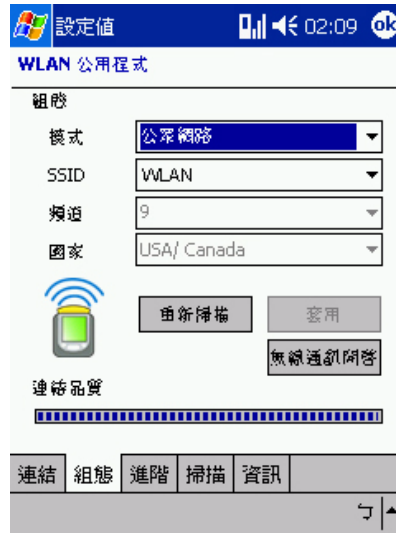 設定值 02:09 ok
WLAN 公用程式
組態
模式 公眾網路
SSID WLAN
頻道 9
國家 USA/ Canada
重新掃描 套用
無線通訊開啓
連結品質
連結 組態 進階 掃描 資訊
ㄅ